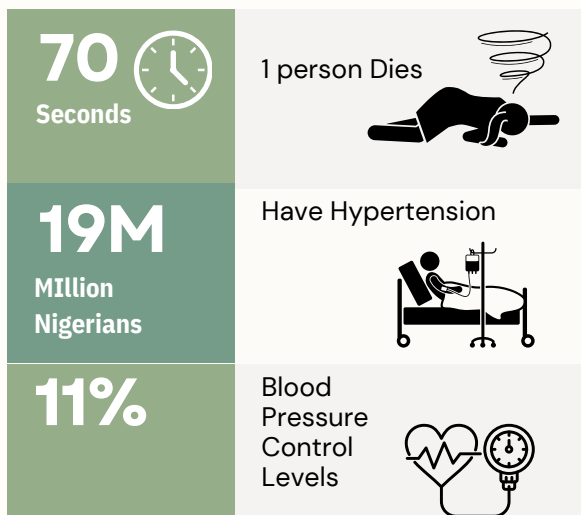 70
Seconds
1 person Dies
19M
MIllion
Nigerians
Have Hypertension
11%
Blood
Pressure
Control
Levels